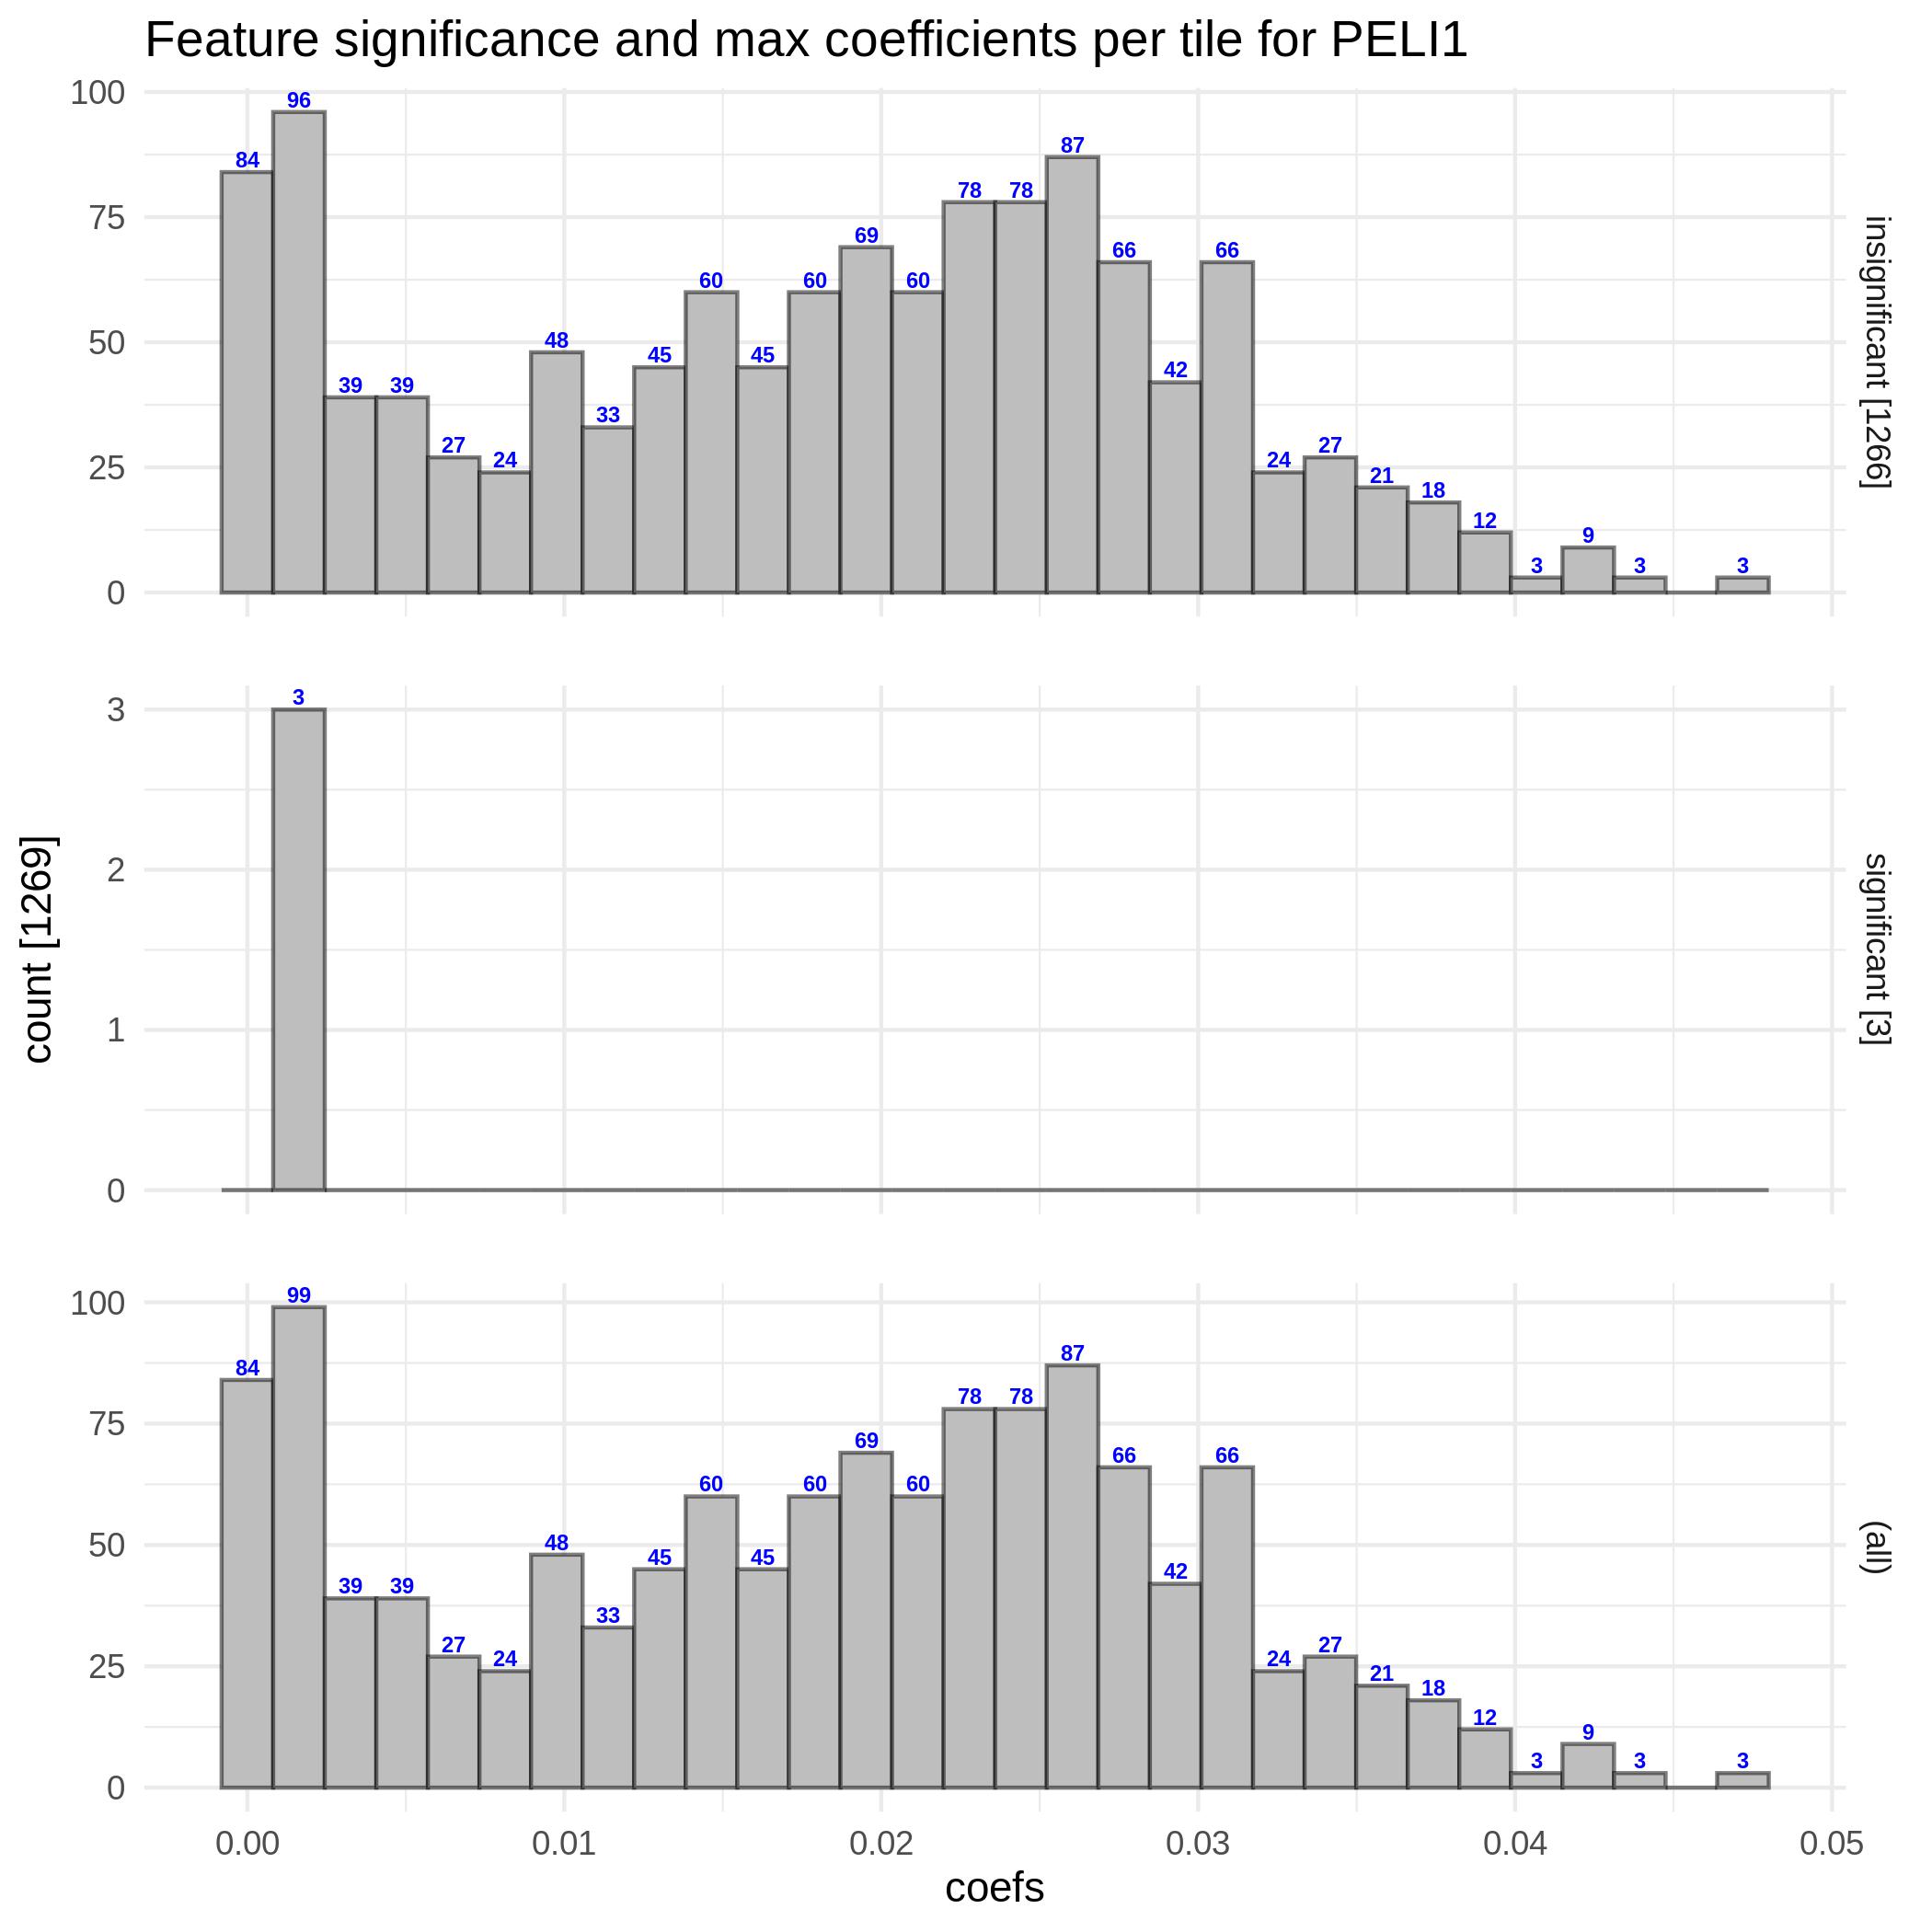 Feature significance and max coefficients per tile for PELI1
100
75
50
25
0
84 96 39 39 27 24 48 33 45 60 45 60 69 60 78 78 87 66 42 66 24 27 21 18 12 3 9 3 3
insignificant [1266]
count [1269]
3
2
1
0
3
significant [3]
100
75
50
25
0
84 99 39 39 27 24 48 33 45 60 45 60 69 60 78 78 87 66 42 66 24 27 21 18 12 3 9 3 3
(all)
0.00 0.01 0.02 0.03 0.04 0.05
coefs